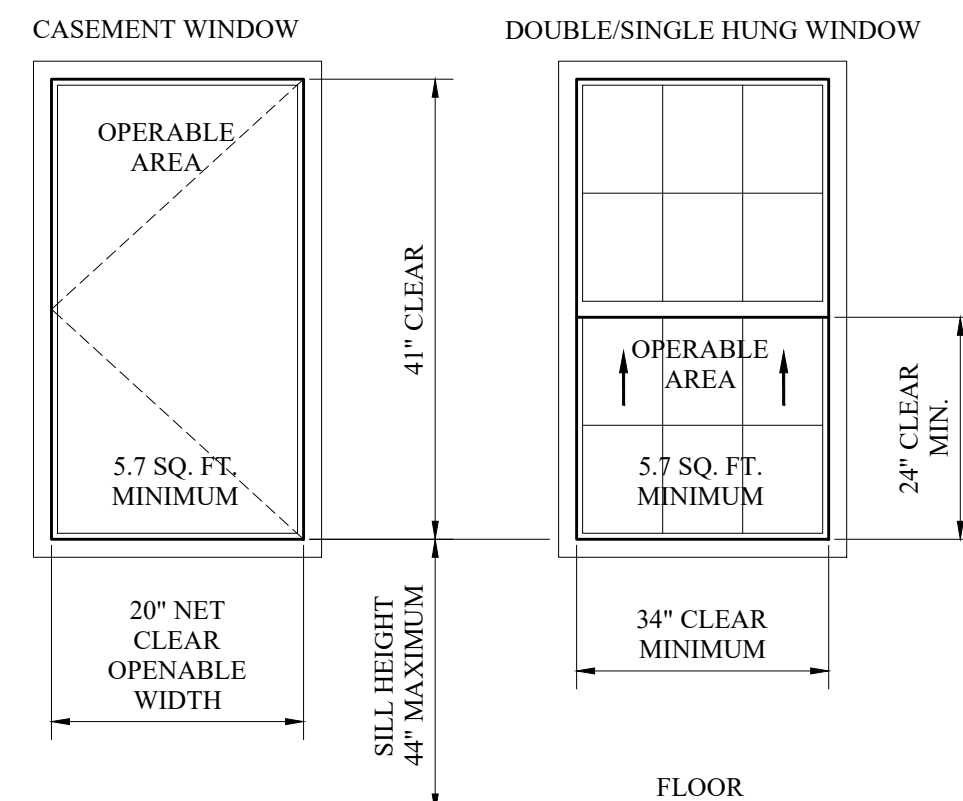 CASEMENT WINDOW
DOUBLE/SINGLE HUNG WINDOW
OPERABLE
AREA
5.7 SQ. FT.
MINIMUM
41" CLEAR
20" NET
CLEAR
OPENABLE
WIDTH
SILL HEIGHT
44" MAXIMUM
OPERABLE
AREA
5.7 SQ. FT.
MINIMUM
24" CLEAR
MIN.
34" CLEAR
MINIMUM
FLOOR